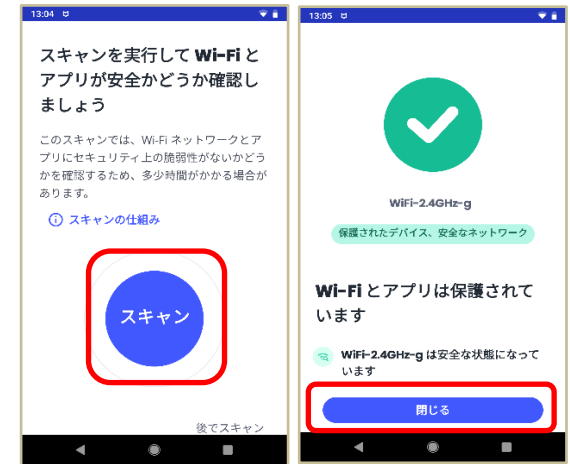 13:04
スキャンを実行して Wi-Fi と
アプリが安全かどうか確認し
ましょう
このスキャンでは、Wi-Fi ネットワークとア
プリにセキュリティ上の脆弱性がないかどう
かを確認するため、多少時間がかかる場合が
あります。
スキャンの仕組み
スキャン
後でスキャン
13:05
WiFi-2.4GHz-g
保護されたデバイス、安全なネットワーク
Wi-Fi とアプリは保護されて
います
WiFi-2.4GHz-g は安全な状態になって
います
閉じる